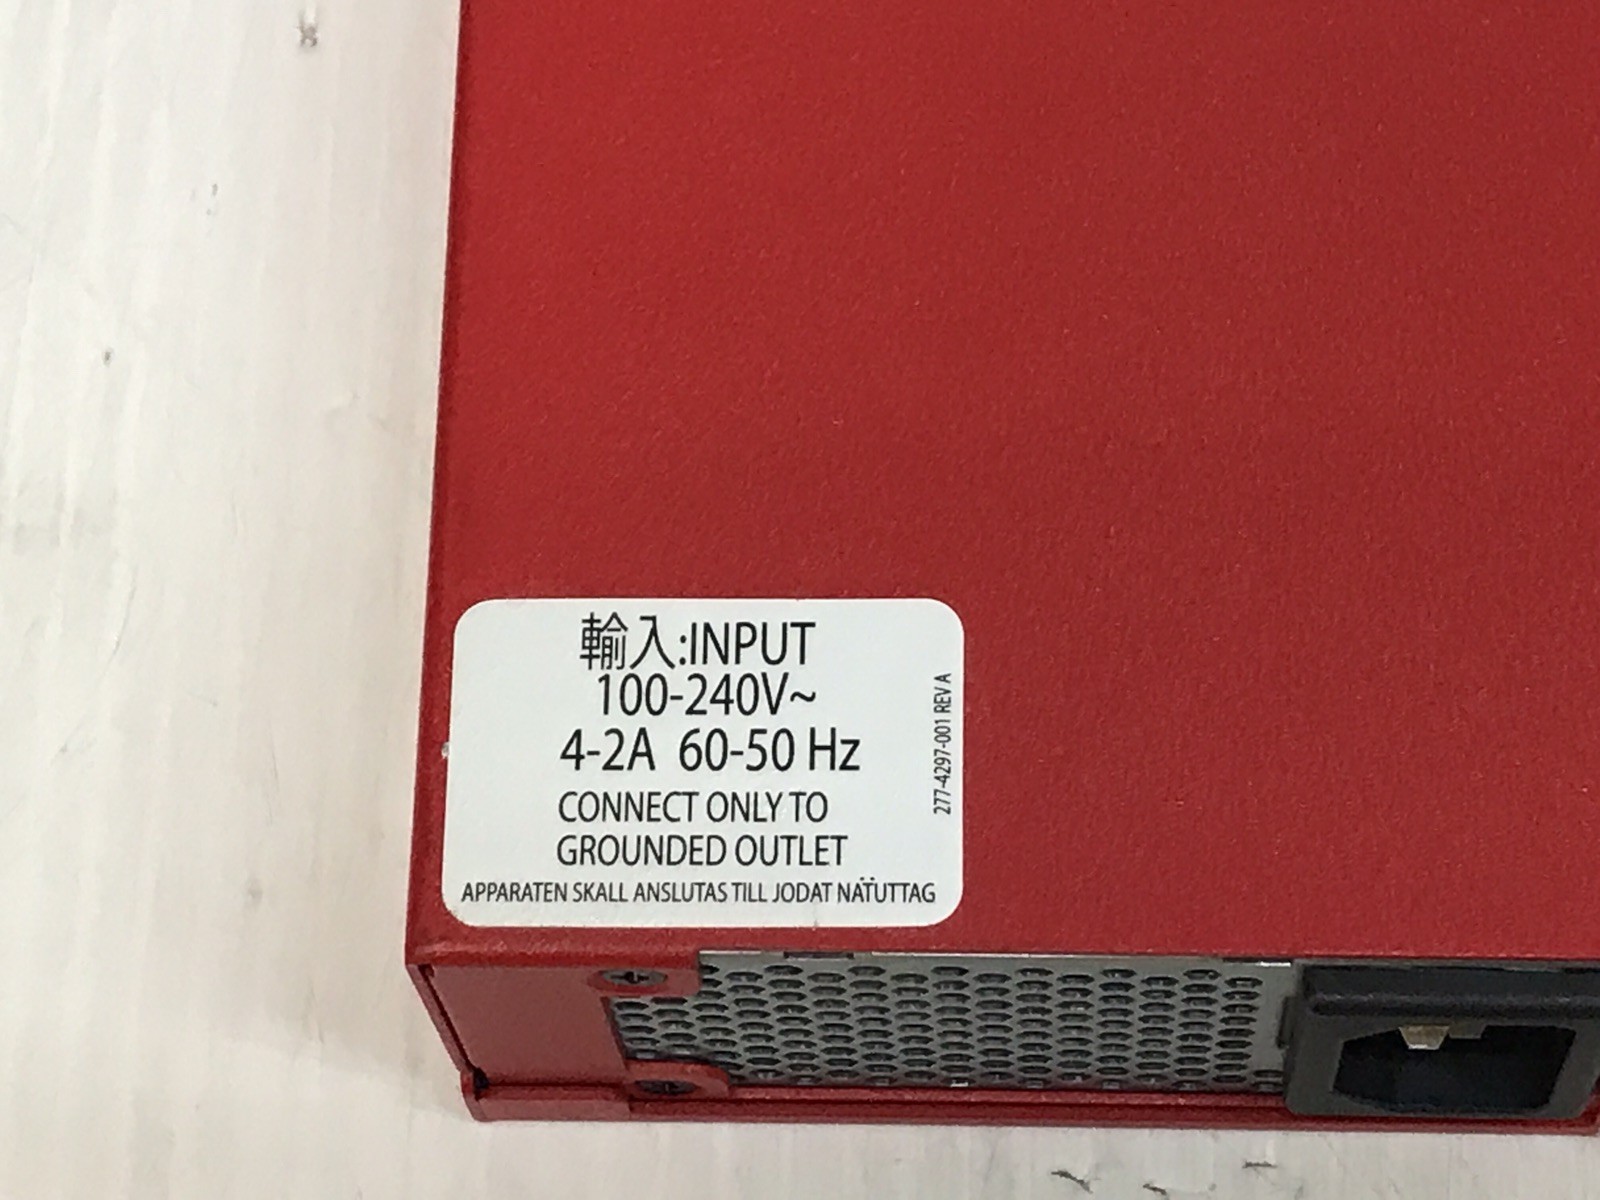 輸入:INPUT
100-240V~
4-2A 60-50 Hz
CONNECT ONLY TO
GROUNDED OUTLET
APPARATEN SKALL ANSLUTAS TILL JODAT NÄTUTTAG
277-4297-001 REV A